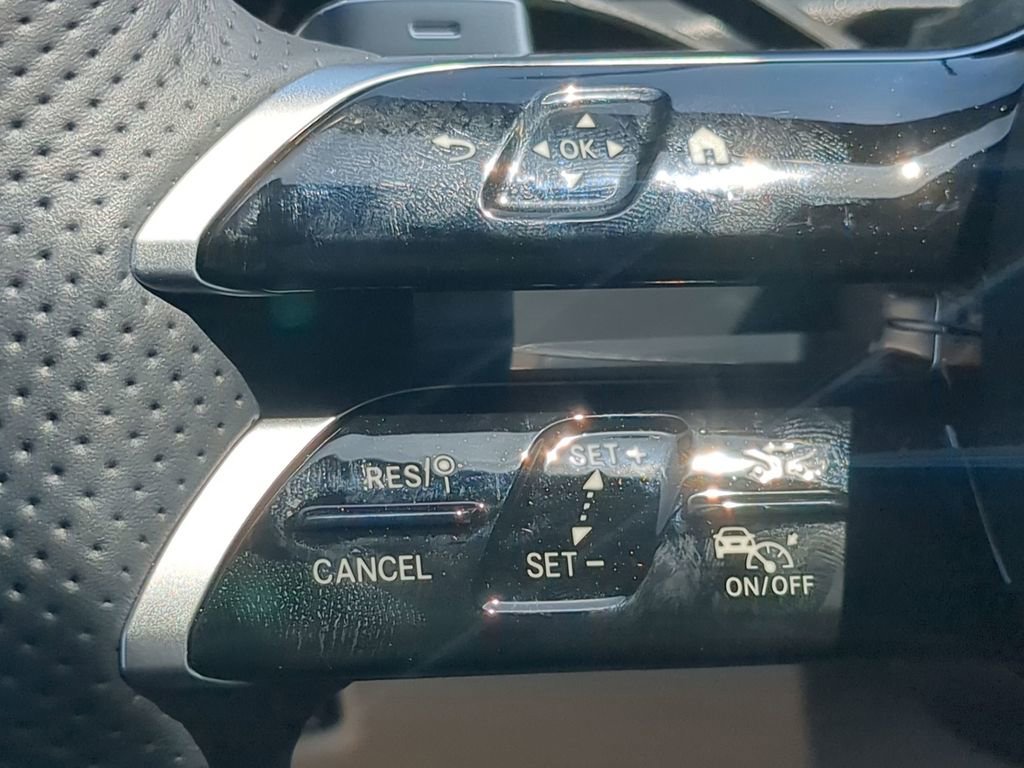 OK
SET +
RES/
CANCEL
SET -
ON/OFF